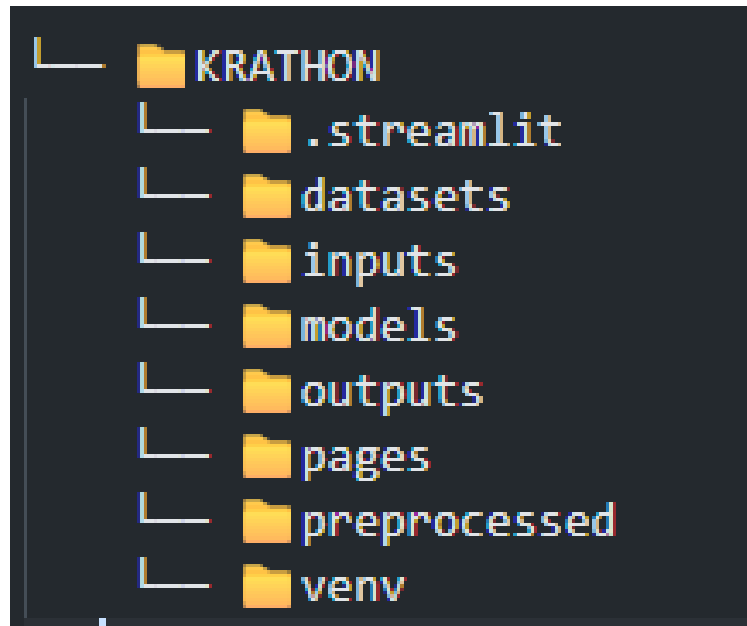 KRATHON
.streamlit
datasets
inputs
models
outputs
pages
preprocessed
venv